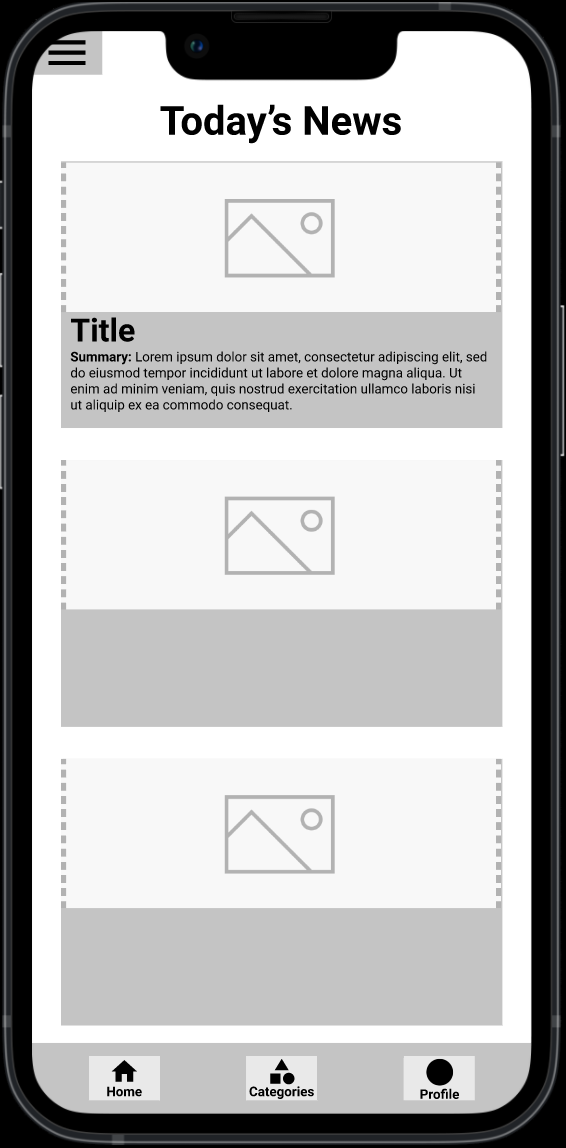 Today’s News
Title
Summary: Lorem ipsum dolor sit amet, consectetur adipiscing elit, sed
do eiusmod tempor incididunt ut labore et dolore magna aliqua. Ut
enim ad minim veniam, quis nostrud exercitation ullamco laboris nisi
ut aliquip ex ea commodo consequat.
Home
Categories
Profile